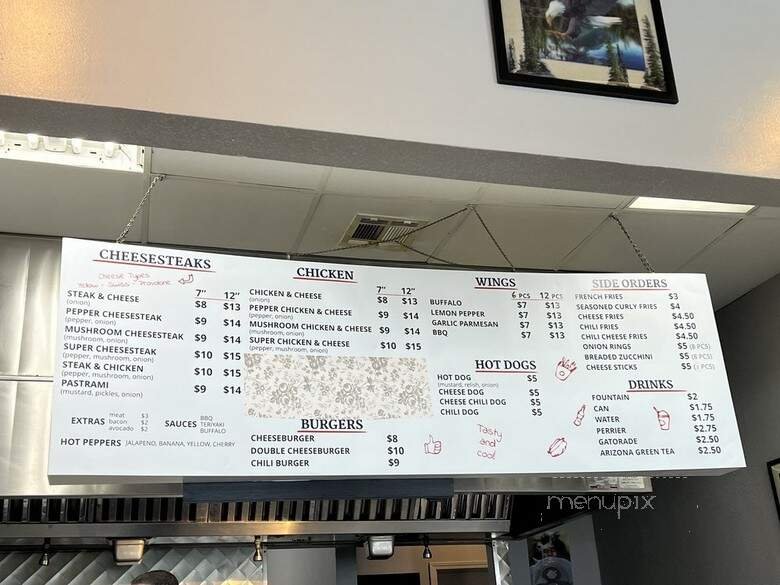 CHEESESTEAKS
Cheese Types
Yellow - Swiss - Provolone
7" 12"
STEAK & CHEESE $8 $13
(onion)
PEPPER CHEESESTEAK $9 $14
(pepper, onion)
MUSHROOM CHEESESTEAK $9 $14
(mushroom, onion)
SUPER CHEESESTEAK $10 $15
(pepper, mushroom, onion)
STEAK & CHICKEN $10 $15
(pepper, mushroom, onion)
PASTRAMI $9 $14
(mustard, pickles, onion)
EXTRAS
meat $3
bacon $2
avocado $2
SAUCES
BBQ
TERIYAKI
BUFFALO
HOT PEPPERS JALAPENO, BANANA, YELLOW, CHERRY
CHICKEN
7" 12"
CHICKEN & CHEESE $8 $13
(onion)
PEPPER CHICKEN & CHEESE $9 $14
(pepper, onion)
MUSHROOM CHICKEN & CHEESE $9 $14
(mushroom, onion)
SUPER CHICKEN & CHEESE $10 $15
(pepper, mushroom, onion)
BURGERS
CHEESEBURGER $8
DOUBLE CHEESEBURGER $10
CHILI BURGER $9
WINGS
6 PCS 12 PCS
BUFFALO $7 $13
LEMON PEPPER $7 $13
GARLIC PARMESAN $7 $13
BBQ $7 $13
HOT DOGS
HOT DOG $5
(mustard, relish, onion)
CHEESE DOG $5
CHEESE CHILI DOG $5
CHILI DOG $5
Tasty
and
cool
SIDE ORDERS
FRENCH FRIES $3
SEASONED CURLY FRIES $4
CHEESE FRIES $4.50
CHILI FRIES $4.50
CHILI CHEESE FRIES $4.50
ONION RINGS $5 (8 PCS)
BREADED ZUCCHINI $5 (8 PCS)
CHEESE STICKS $5
DRINKS
FOUNTAIN $2
CAN $1.75
WATER $1.75
PERRIER $2.75
GATORADE $2.50
ARIZONA GREEN TEA $2.50
menupix